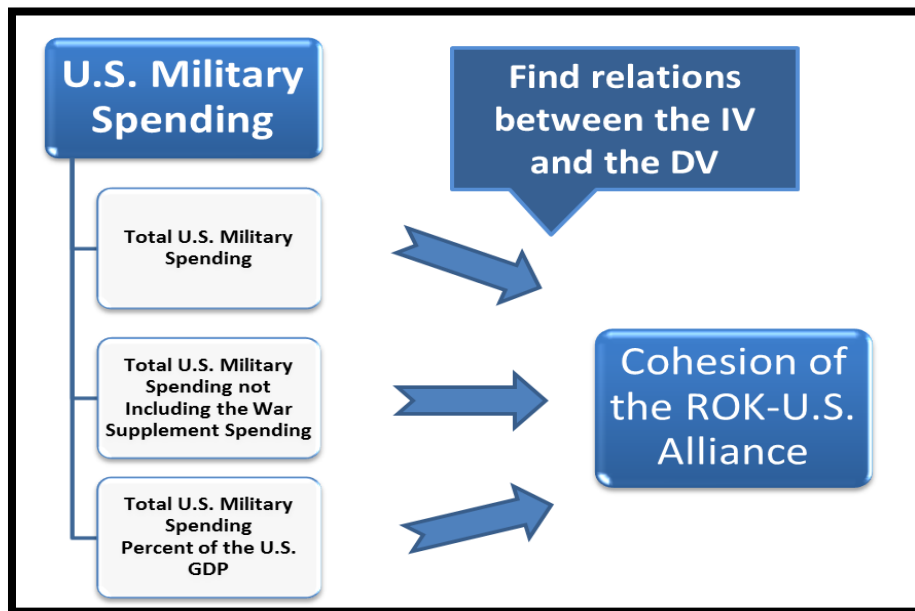 U.S. Military
Spending
Find relations
between the IV
and the DV
Total U.S. Military
Spending
Total U.S. Military
Spending not
Including the War
Supplement Spending
Total U.S. Military
Spending
Percent of the U.S.
GDP
Cohesion of
the ROK-U.S.
Alliance